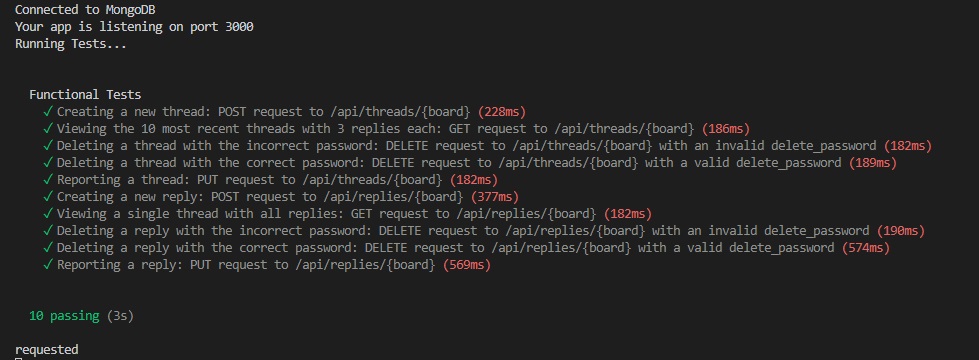 Connected to MongoDB
Your app is listening on port 3000
Running Tests...
Functional Tests
✓ Creating a new thread: POST request to /api/threads/{board} (228ms)
✓ Viewing the 10 most recent threads with 3 replies each: GET request to /api/threads/{board} (186ms)
✓ Deleting a thread with the incorrect password: DELETE request to /api/threads/{board} with an invalid delete_password (182ms)
✓ Deleting a thread with the correct password: DELETE request to /api/threads/{board} with a valid delete_password (189ms)
✓ Reporting a thread: PUT request to /api/threads/{board} (182ms)
✓ Creating a new reply: POST request to /api/replies/{board} (377ms)
✓ Viewing a single thread with all replies: GET request to /api/replies/{board} (182ms)
✓ Deleting a reply with the incorrect password: DELETE request to /api/replies/{board} with an invalid delete_password (190ms)
✓ Deleting a reply with the correct password: DELETE request to /api/replies/{board} with a valid delete_password (574ms)
✓ Reporting a reply: PUT request to /api/replies/{board} (569ms)
10 passing (3s)
requested